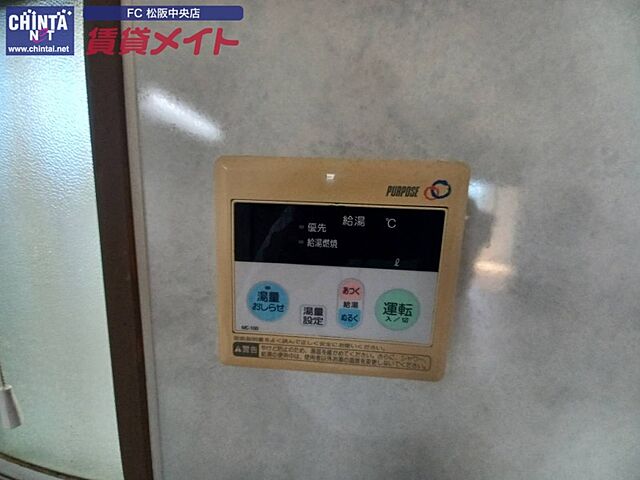 CHINTAI NET
www.chintai.net
FC 松阪中央店
賃貸メイト
PURPOSE
優先 給湯 ℃
給湯燃焼
ℓ
湯量おしらせ
湯量設定
あつく
給湯
ぬるく
運転
入／切
MC-100
警告